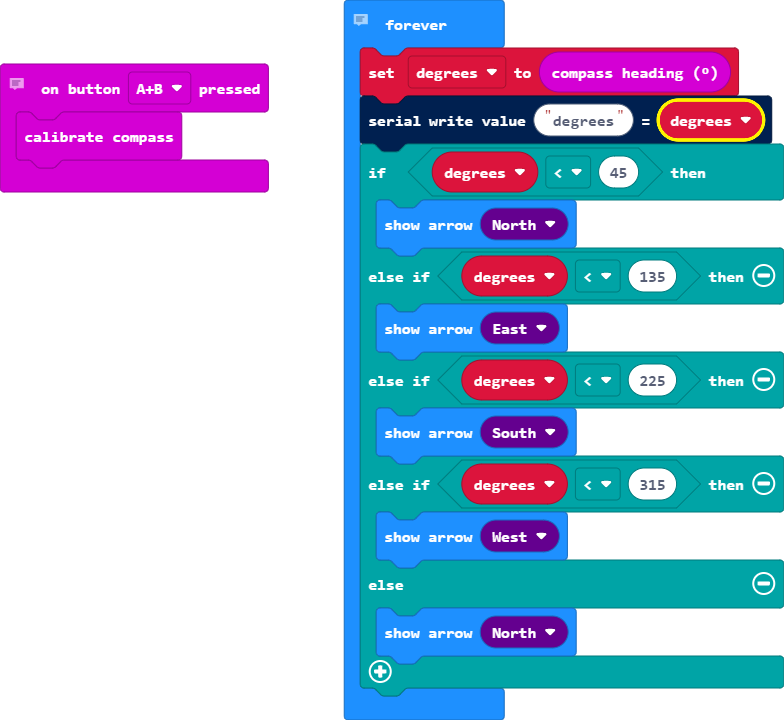 on button A+B pressed
calibrate compass
forever
set degrees to compass heading (º)
serial write value "degrees" = degrees
if degrees < 45 then
show arrow North
else if degrees < 135 then
show arrow East
else if degrees < 225 then
show arrow South
else if degrees < 315 then
show arrow West
else
show arrow North